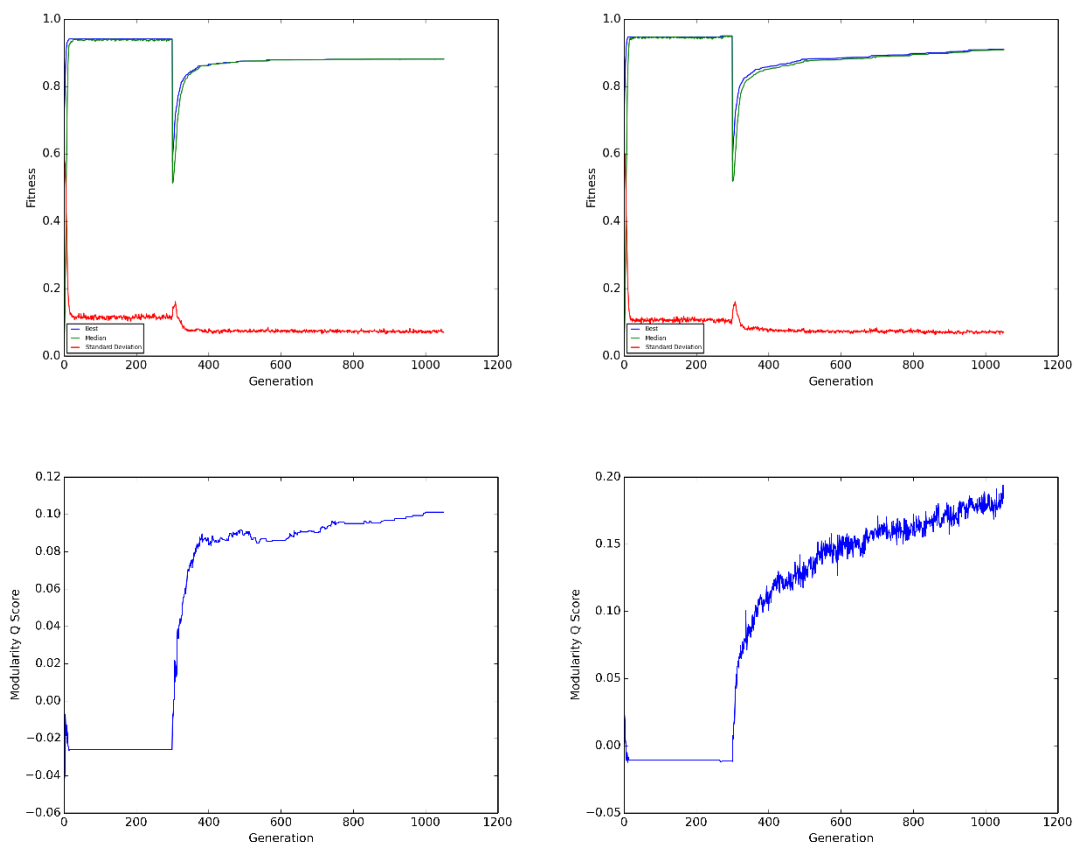 1.0
0.8
0.6
0.4
0.2
0.0
Fitness
Best
Median
Standard Deviation
0 200 400 600 800 1000 1200
Generation
1.0
0.8
0.6
0.4
0.2
0.0
Fitness
Best
Median
Standard Deviation
0 200 400 600 800 1000 1200
Generation
0.12
0.10
0.08
0.06
0.04
0.02
0.00
−0.02
−0.04
−0.06
Modularity Q Score
0 200 400 600 800 1000 1200
Generation
0.20
0.15
0.10
0.05
0.00
−0.05
Modularity Q Score
0 200 400 600 800 1000 1200
Generation